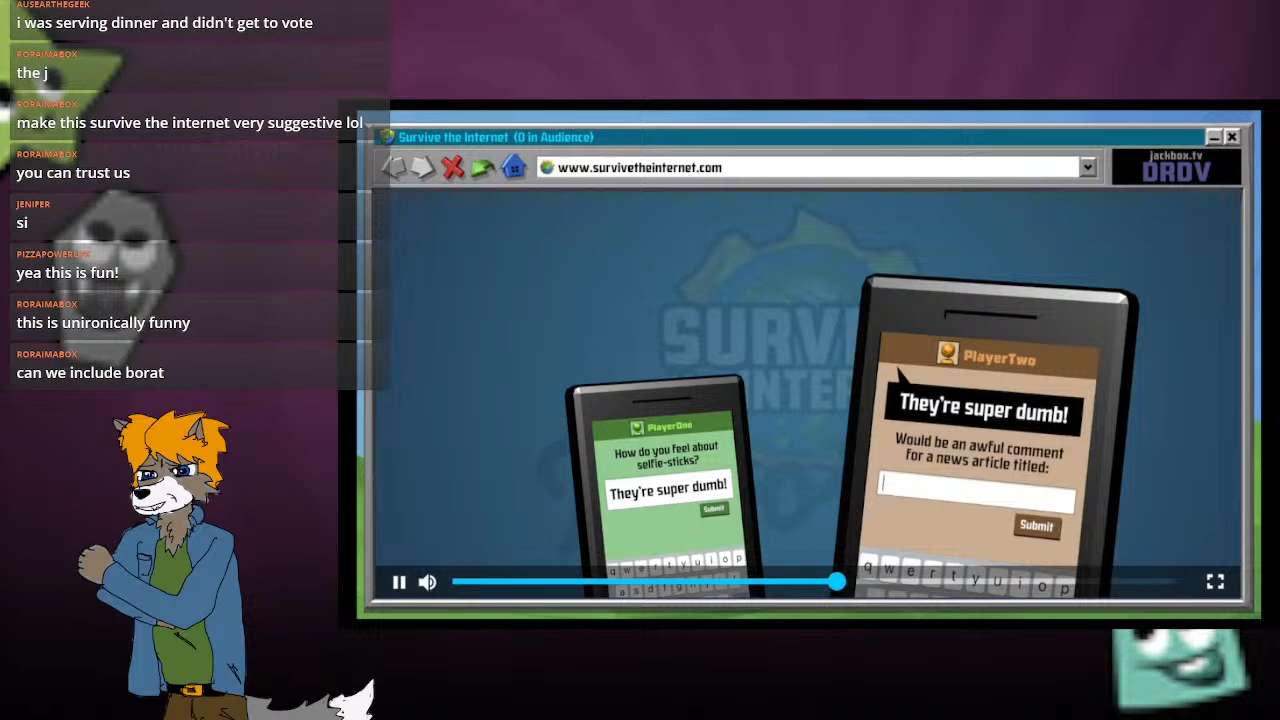 AUSEARTHEGEEK
i was serving dinner and didn't get to vote
RORAIMABOX
the j
RORAIMABOX
make this survive the internet very suggestive lol
RORAIMABOX
you can trust us
JENIFER
si
yea this is fun!
RORAIMABOX
this is unironically funny
RORAIMABOX
can we include borat
Survive the Internet (0 in Audience)
www.survivetheinternet.com
jackbox.tv
DRDV
PlayerOne
How do you feel about
selfie-sticks?
They're super dumb!
Submit
q w e r t y u i o p
a s d f g h
PlayerTwo
They're super dumb!
Would be an awful comment
for a news article titled:
Submit
q w e r t y u i o p